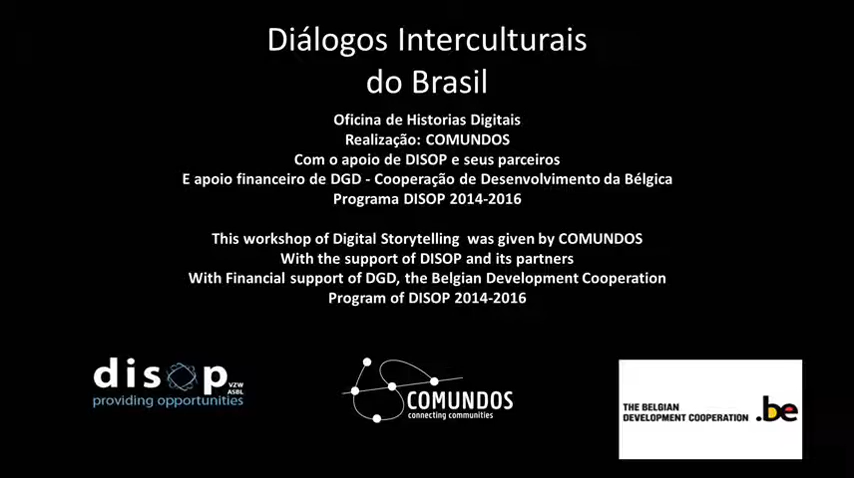 Diálogos Interculturais
do Brasil
Oficina de Historias Digitais
Realização: COMUNDOS
Com o apoio de DISOP e seus parceiros
E apoio financeiro de DGD - Cooperação de Desenvolvimento da Bélgica
Programa DISOP 2014-2016
This workshop of Digital Storytelling was given by COMUNDOS
With the support of DISOP and its partners
With Financial support of DGD, the Belgian Development Cooperation
Program of DISOP 2014-2016
disop
VZW
ASBL
providing opportunities
COMUNDOS
connecting communities
THE BELGIAN
DEVELOPMENT COOPERATION
.be